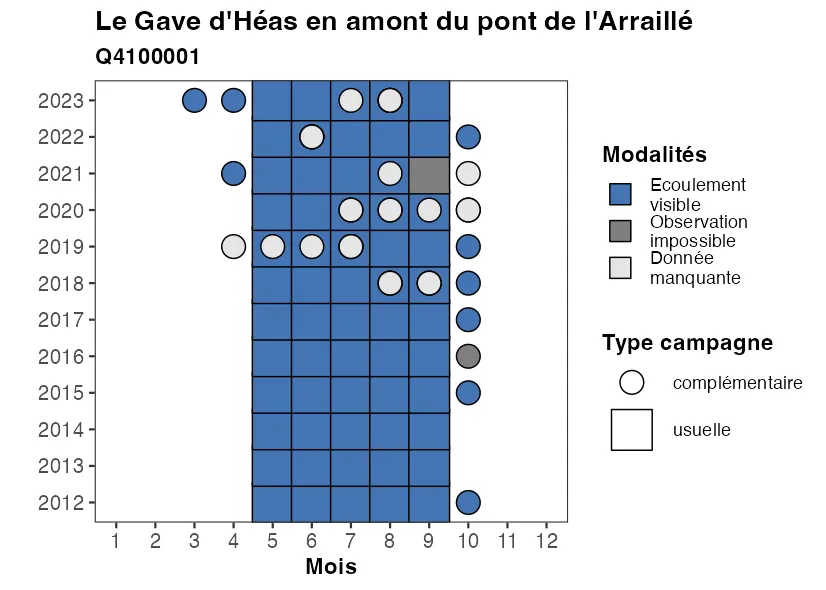 Le Gave d'Héas en amont du pont de l'Arraillé
Q4100001
2023
2022
2021
2020
2019
2018
2017
2016
2015
2014
2013
2012
1 2 3 4 5 6 7 8 9 10 11 12
Mois
Modalités
Ecoulement
visible
Observation
impossible
Donnée
manquante
Type campagne
complémentaire
usuelle